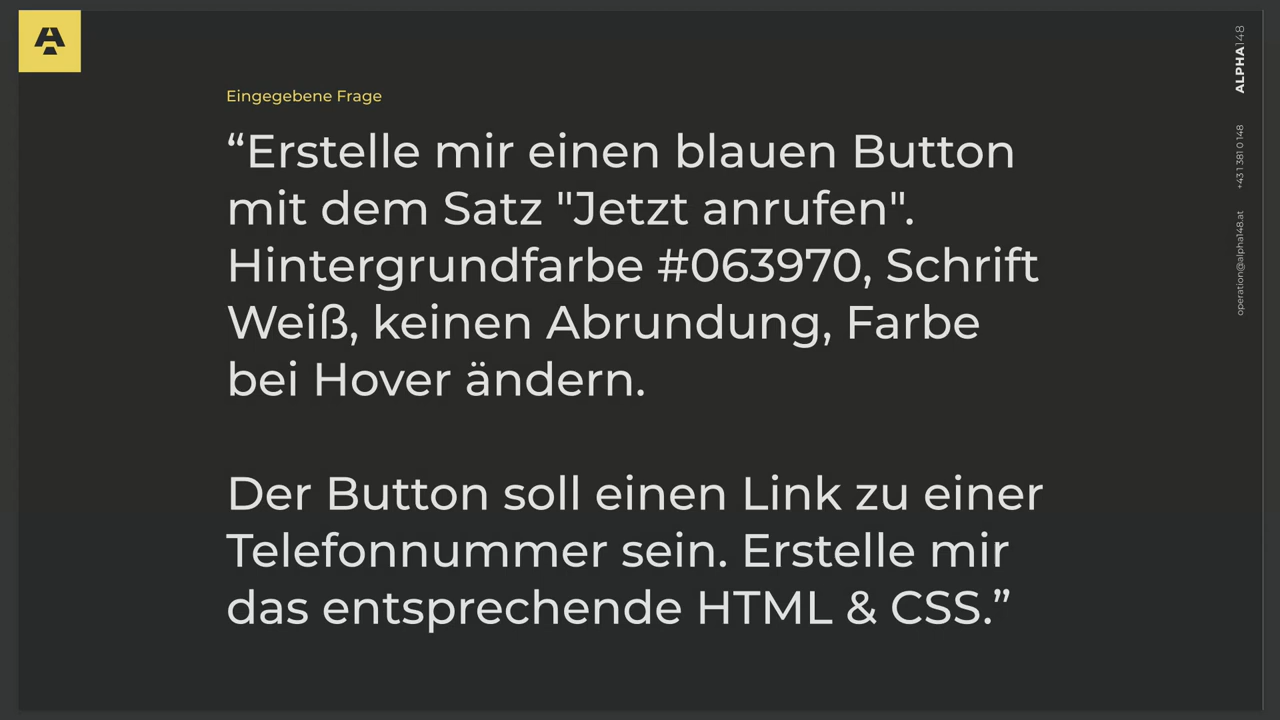 Eingegebene Frage
“Erstelle mir einen blauen Button
mit dem Satz "Jetzt anrufen".
Hintergrundfarbe #063970, Schrift
Weiß, keinen Abrundung, Farbe
bei Hover ändern.
Der Button soll einen Link zu einer
Telefonnummer sein. Erstelle mir
das entsprechende HTML & CSS.”
ALPHA148
+43 1 381 0 148
operation@alpha148.at